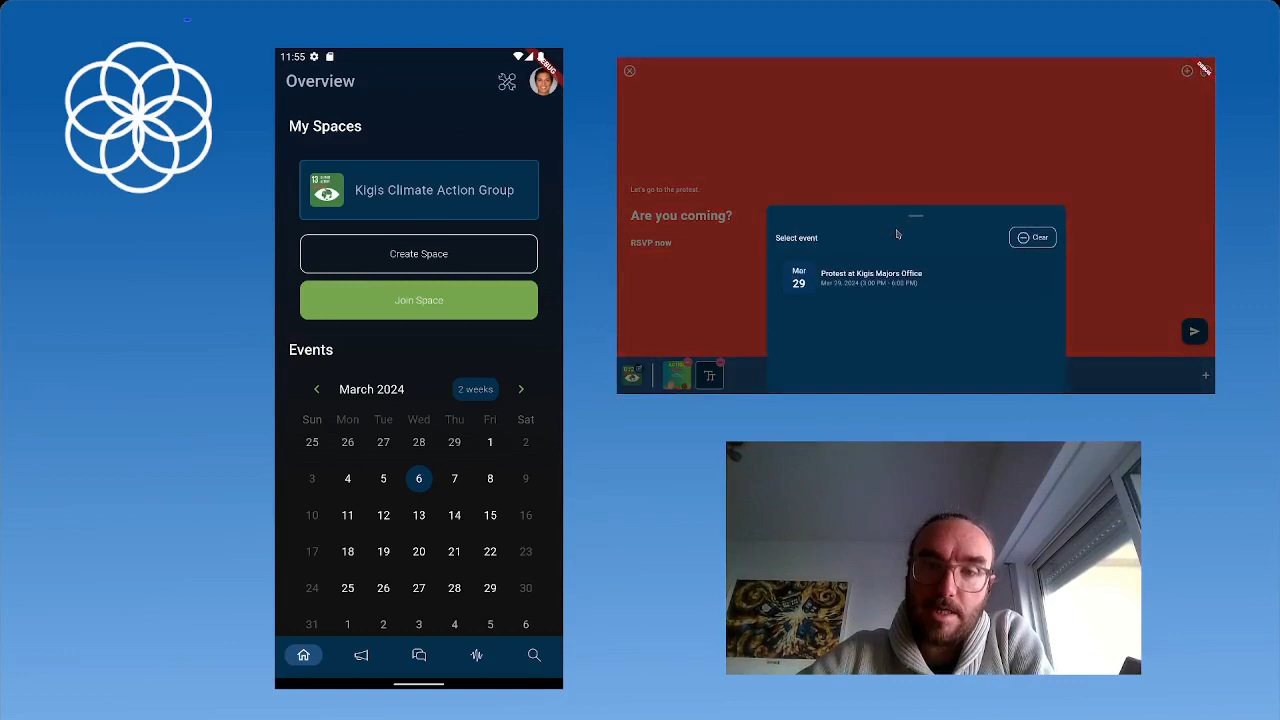 11:55
DEBUG
Overview
My Spaces
Kigis Climate Action Group
Create Space
Join Space
Events
March 2024
2 weeks
Sun Mon Tue Wed Thu Fri Sat
25 26 27 28 29 1 2
3 4 5 6 7 8 9
10 11 12 13 14 15 16
17 18 19 20 21 22 23
24 25 26 27 28 29 30
31 1 2 3 4 5 6
DEBUG
Let's go to the protest.
Are you coming?
RSVP now
Select event
Clear
Mar
29
Protest at Kigis Majors Office
Mar 29, 2024 (3:00 PM - 6:00 PM)
Tт